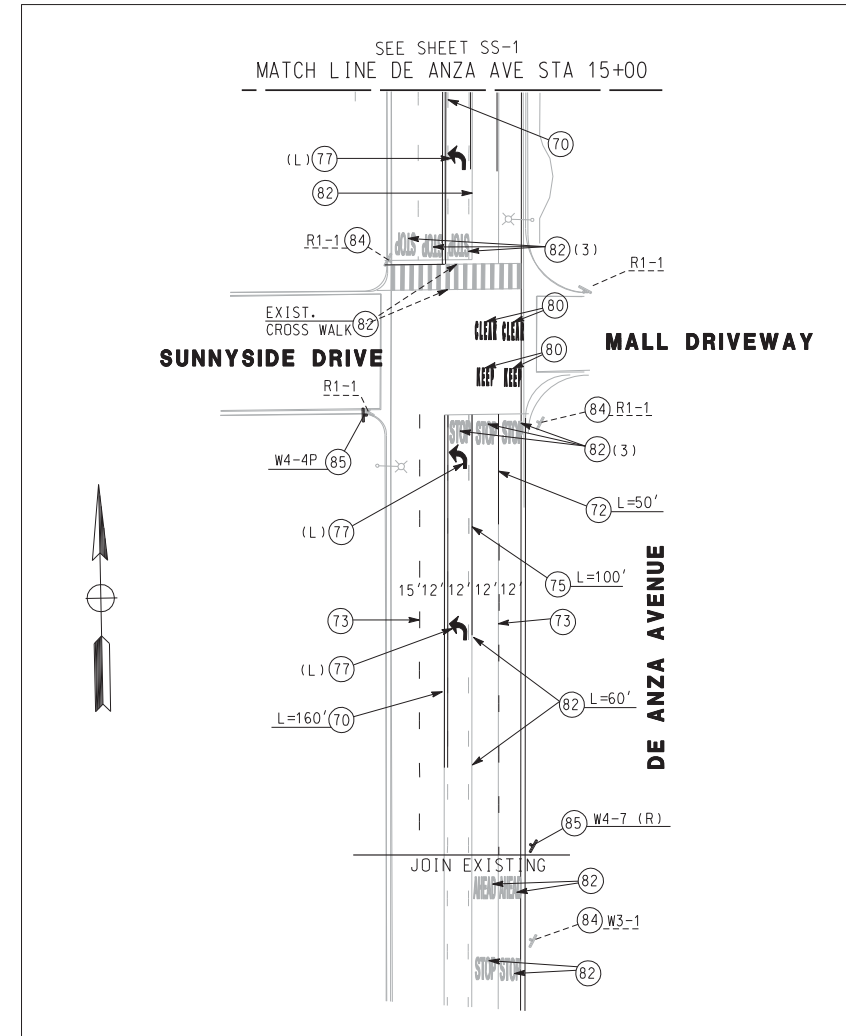 SEE SHEET SS-1
MATCH LINE DE ANZA AVE STA 15+00
70
(L) 77
82
STOP STOP STOP
R1-1 84
82 (3)
R1-1
80
EXIST.
CROSS WALK 82
CLEAR CLEAR
SUNNYSIDE DRIVE
MALL DRIVEWAY
80
KEEP KEEP
R1-1
84 R1-1
STOP STOP STOP
82 (3)
W4-4P 85
72 L=50'
(L) 77
75 L=100'
15' 12' 12' 12' 12'
73
73
DE ANZA AVENUE
(L) 77
82 L=60'
L=160' 70
85 W4-7 (R)
JOIN EXISTING
AHEAD AHEAD
82
84 W3-1
STOP STOP
82